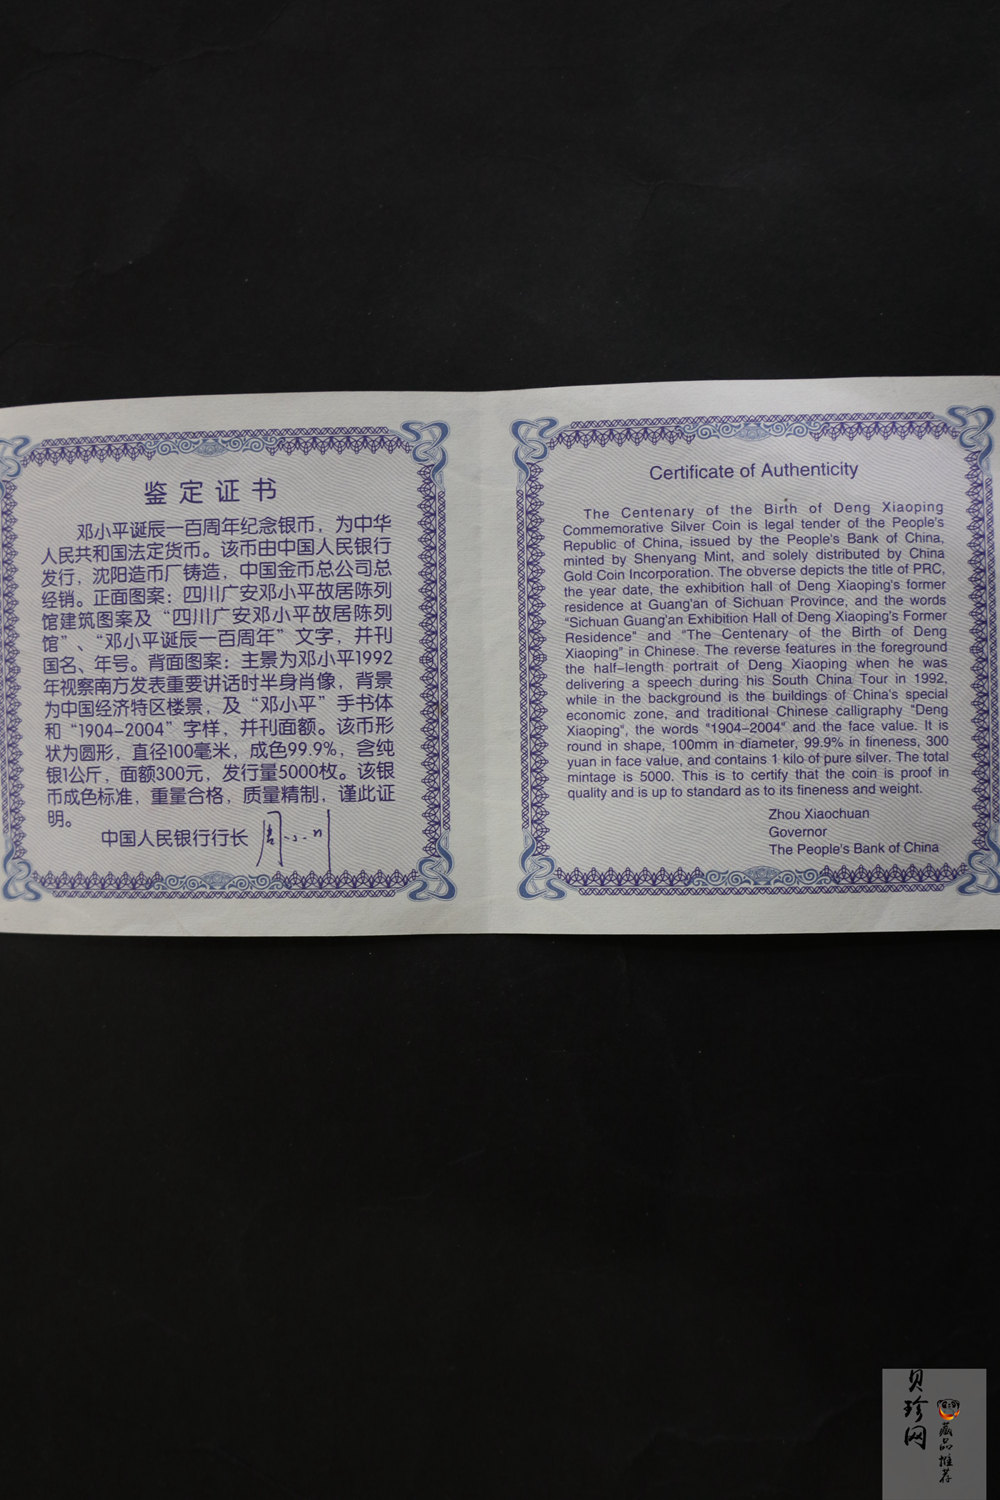 鉴定证书
邓小平诞辰一百周年纪念银币，为中华
人民共和国法定货币。该币由中国人民银行
发行，沈阳造币厂铸造，中国金币总公司总
经销。正面图案：四川广安邓小平故居陈列
馆建筑图案及“四川广安邓小平故居陈列
馆”、“邓小平诞辰一百周年”文字，并刊
国名、年号。背面图案：主景为邓小平1992
年视察南方发表重要讲话时半身肖像，背景
为中国经济特区楼景，及“邓小平”手书体
和“1904-2004”字样，并刊面额。该币形
状为圆形，直径100毫米，成色99.9%，含纯
银1公斤，面额300元，发行量5000枚。该银
币成色标准，重量合格，质量精制，谨此证
明。
中国人民银行行长 周小川
Certificate of Authenticity
The Centenary of the Birth of Deng Xiaoping
Commemorative Silver Coin is legal tender of the People's
Republic of China, issued by the People's Bank of China,
minted by Shenyang Mint, and solely distributed by China
Gold Coin Incorporation. The obverse depicts the title of PRC,
the year date, the exhibition hall of Deng Xiaoping's former
residence at Guang'an of Sichuan Province, and the words
"Sichuan Guang'an Exhibition Hall of Deng Xiaoping's Former
Residence" and "The Centenary of the Birth of Deng
Xiaoping" in Chinese. The reverse features in the foreground
the half-length portrait of Deng Xiaoping when he was
delivering a speech during his South China Tour in 1992,
while in the background is the buildings of China's special
economic zone, and traditional Chinese calligraphy "Deng
Xiaoping", the words "1904-2004" and the face value. It is
round in shape, 100mm in diameter, 99.9% in fineness, 300
yuan in face value, and contains 1 kilo of pure silver. The total
mintage is 5000. This is to certify that the coin is proof in
quality and is up to standard as to its fineness and weight.
Zhou Xiaochuan
Governor
The People's Bank of China
贝珍网
藏品推荐